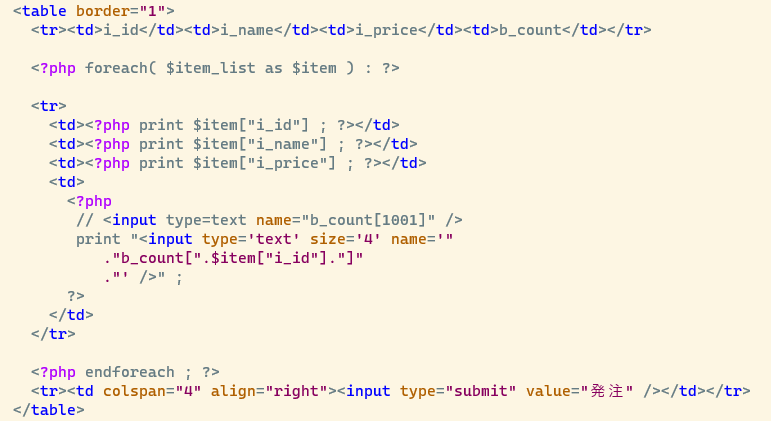 <table border="1">
<tr><td>i_id</td><td>i_name</td><td>i_price</td><td>b_count</td></tr>
<?php foreach( $item_list as $item ) : ?>
<tr>
<td><?php print $item["i_id"] ; ?></td>
<td><?php print $item["i_name"] ; ?></td>
<td><?php print $item["i_price"] ; ?></td>
<td>
<?php
// <input type=text name="b_count[1001]" />
print "<input type='text' size='4' name='"
."b_count[".$item["i_id"]."]"
."' />" ;
?>
</td>
</tr>
<?php endforeach ; ?>
<tr><td colspan="4" align="right"><input type="submit" value="発注" /></td></tr>
</table>